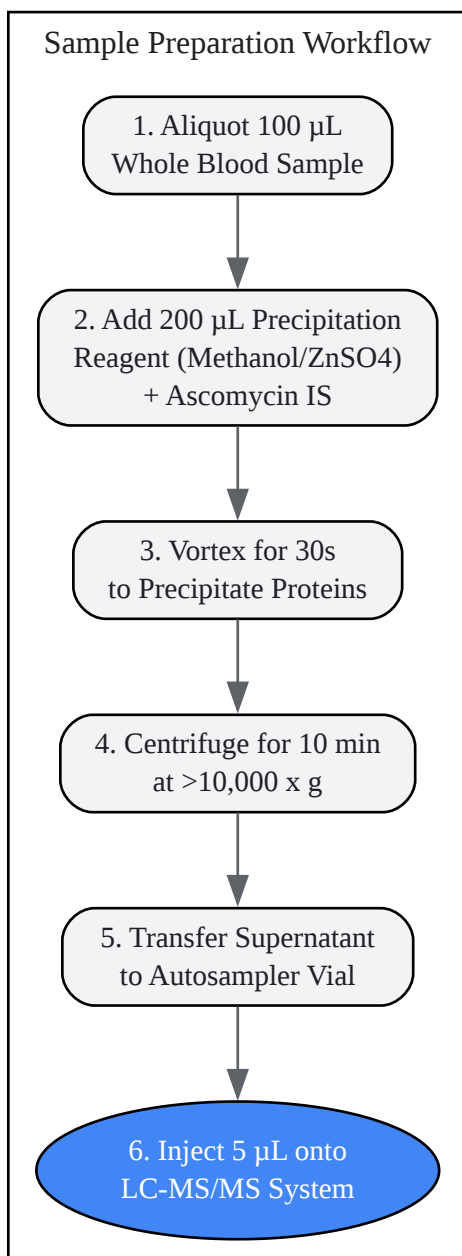 Sample Preparation Workflow
1. Aliquot 100 µL
Whole Blood Sample
2. Add 200 µL Precipitation
Reagent (Methanol/ZnSO4)
+ Ascomycin IS
3. Vortex for 30s
to Precipitate Proteins
4. Centrifuge for 10 min
at >10,000 x g
5. Transfer Supernatant
to Autosampler Vial
6. Inject 5 µL onto
LC-MS/MS System